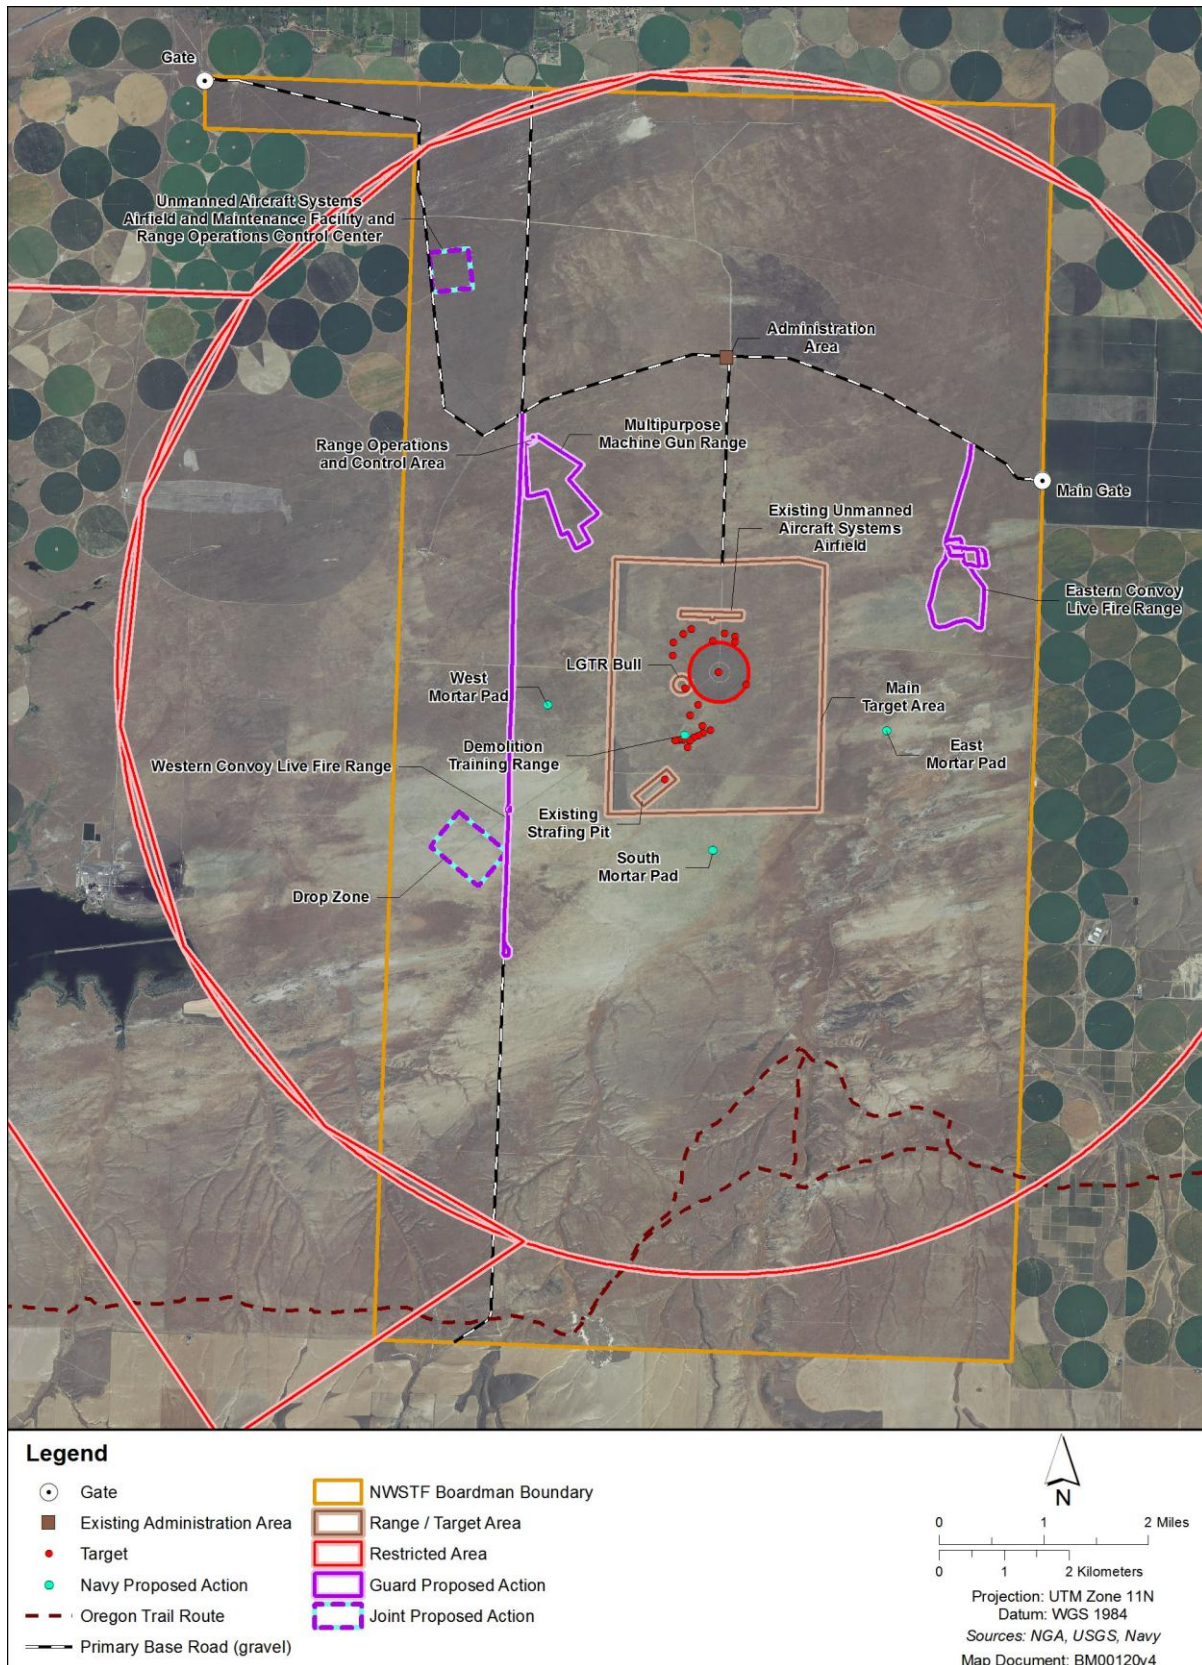 Gate
Unmanned Aircraft Systems
Airfield and Maintenance Facility and
Range Operations Control Center
Administration
Area
Range Operations
and Control Area
Multipurpose
Machine Gun Range
Main Gate
Existing Unmanned
Aircraft Systems
Airfield
Eastern Convoy
Live Fire Range
LGTR Bull
West
Mortar Pad
Main
Target Area
East
Mortar Pad
Demolition
Training Range
Western Convoy Live Fire Range
Existing
Strafing Pit
South
Mortar Pad
Drop Zone
Legend
Gate
Existing Administration Area
Target
Navy Proposed Action
Oregon Trail Route
Primary Base Road (gravel)
NWSTF Boardman Boundary
Range / Target Area
Restricted Area
Guard Proposed Action
Joint Proposed Action
N
0 1 2 Miles
0 1 2 Kilometers
Projection: UTM Zone 11N
Datum: WGS 1984
Sources: NGA, USGS, Navy
Map Document: BM00120v4